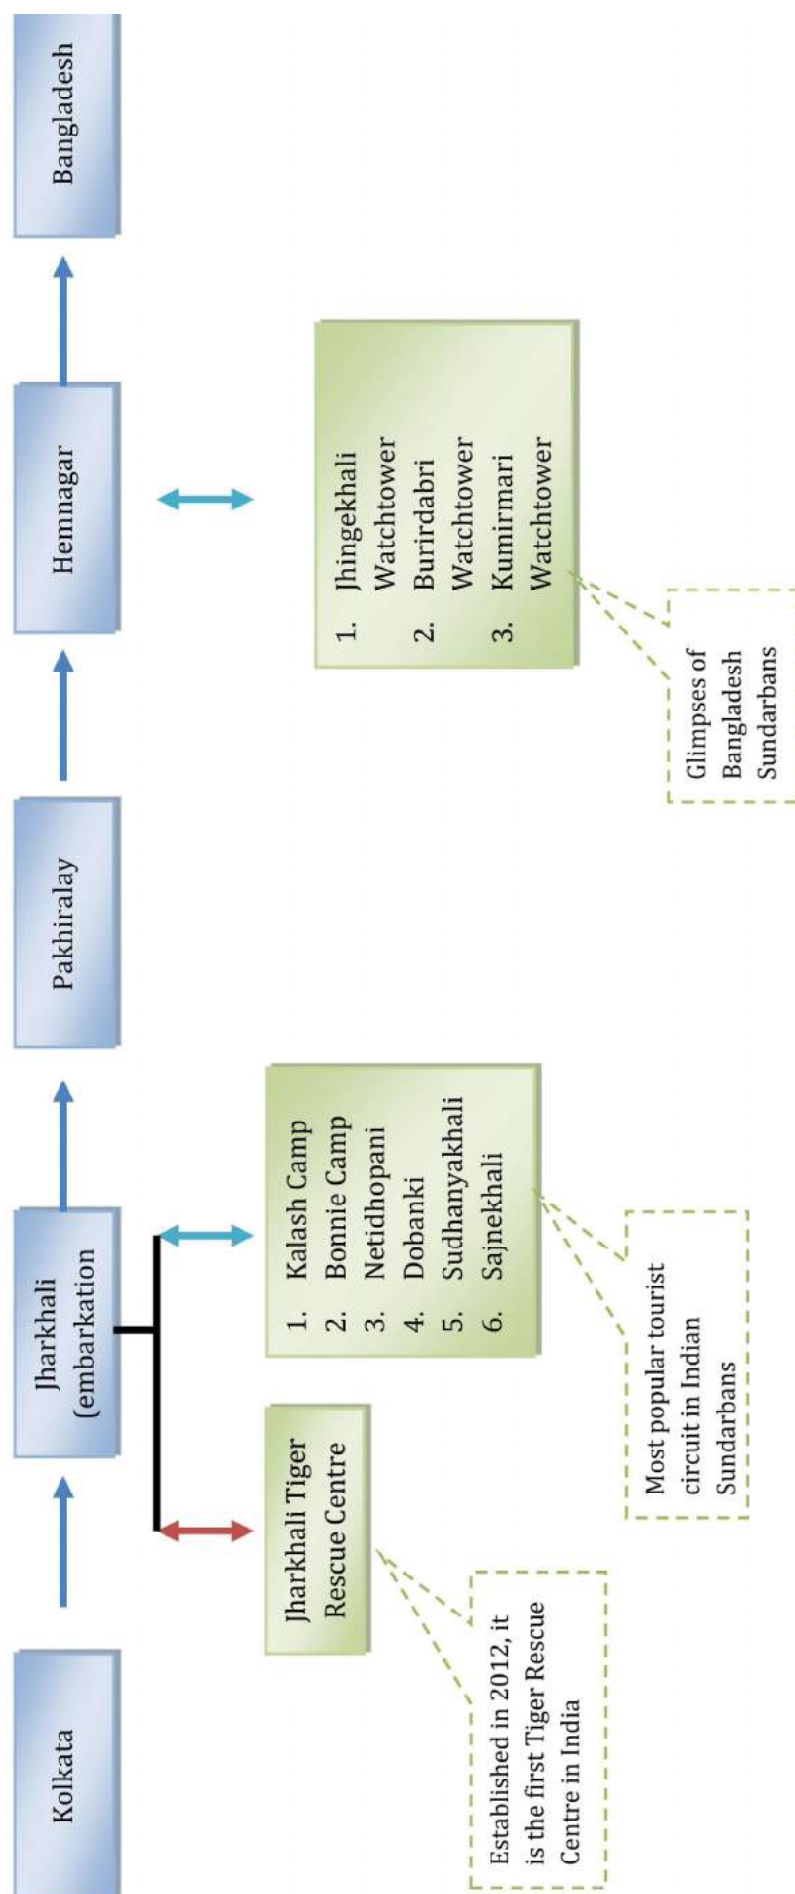 Kolkata
Jharkhali
(embarkation
Pakhiralay
Hemnagar
Bangladesh
Jharkhali Tiger
Rescue Centre
1. Kalash Camp
2. Bonnie Camp
3. Netidhopani
4. Dobanki
5. Sudhanyakhali
6. Sajnekhali
1. Jhingekhali
Watchtower
2. Burirdabri
Watchtower
3. Kumirmari
Watchtower
Established in 2012, it
is the first Tiger Rescue
Centre in India
Most popular tourist
circuit in Indian
Sundarbans
Glimpses of
Bangladesh
Sundarbans